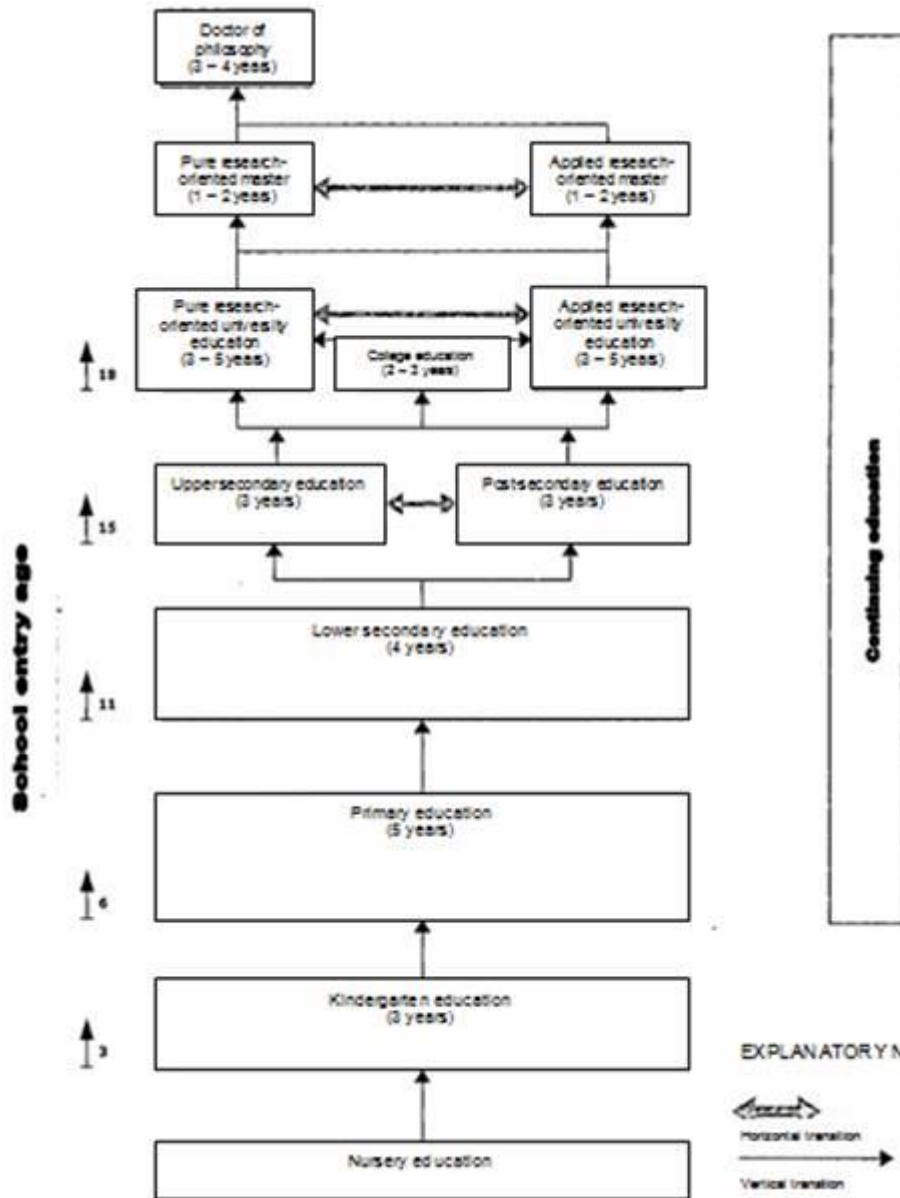 Doctor of
philosophy
(3 – 4 years)
Pure research-
oriented master
(1 – 2 years)
Applied research-
oriented master
(1 – 2 years)
Pure research-
oriented univesity
education
(3 – 5 years)
Applied research-
oriented university
education
(3 – 5 years)
College education
(2 – 3 years)
18
Upper secondary education
(3 years)
Post-secondary education
(3 years)
15
Lower secondary education
(4 years)
11
Primary education
(5 years)
6
Kindergarten education
(3 years)
3
Nursery education
School entry age
Continuing education
EXPLANATORY N
Horizontal transition
Vertical transition